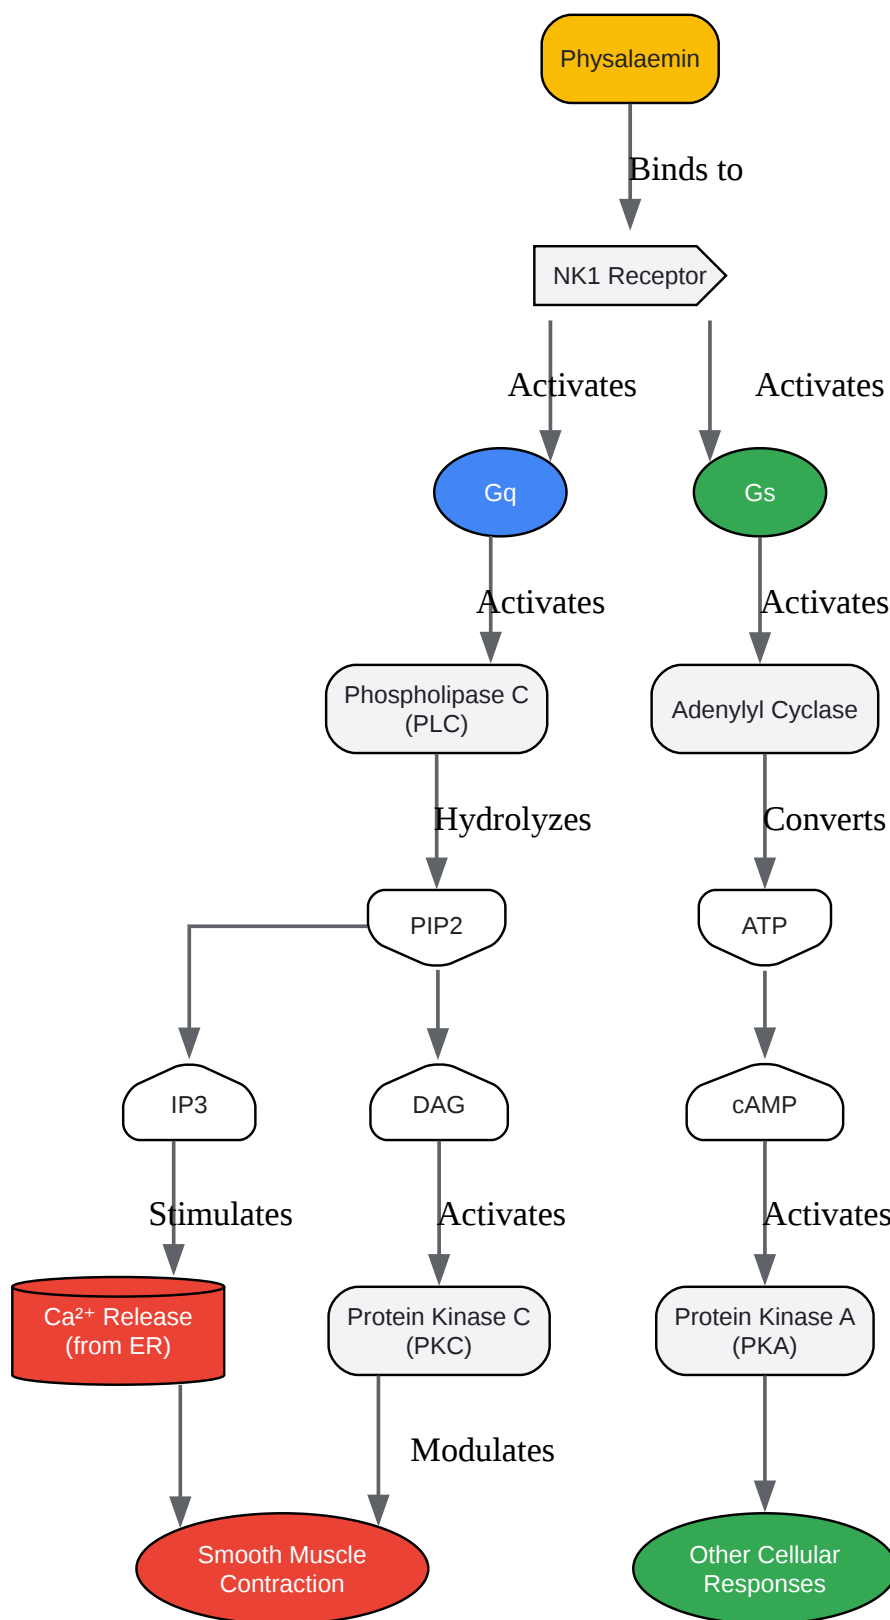 Physalaemin
Binds to
NK1 Receptor
Activates
Activates
Gq
Gs
Activates
Activates
Phospholipase C
(PLC)
Adenylyl Cyclase
Hydrolyzes
Converts
PIP2
ATP
IP3
DAG
cAMP
Stimulates
Activates
Activates
Ca²⁺ Release
(from ER)
Protein Kinase C
(PKC)
Protein Kinase A
(PKA)
Modulates
Smooth Muscle
Contraction
Other Cellular
Responses